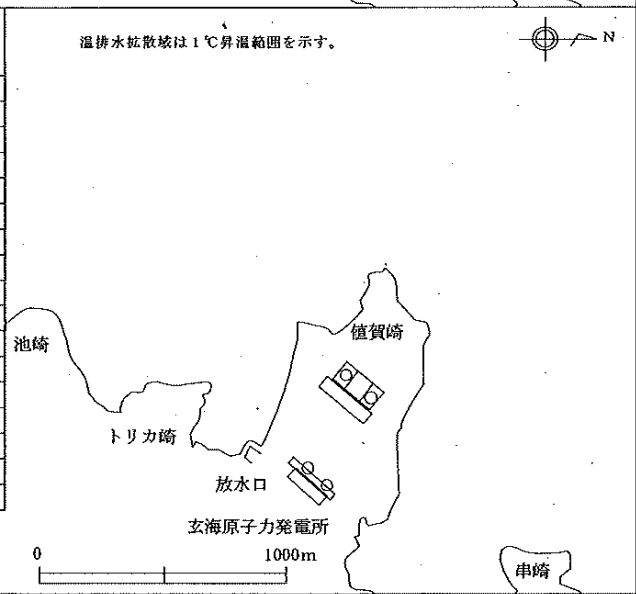 温排水拡散域は1℃昇温範囲を示す。
N
値賀崎
池崎
トリカ崎
放水口
玄海原子力発電所
0
1000m
串崎